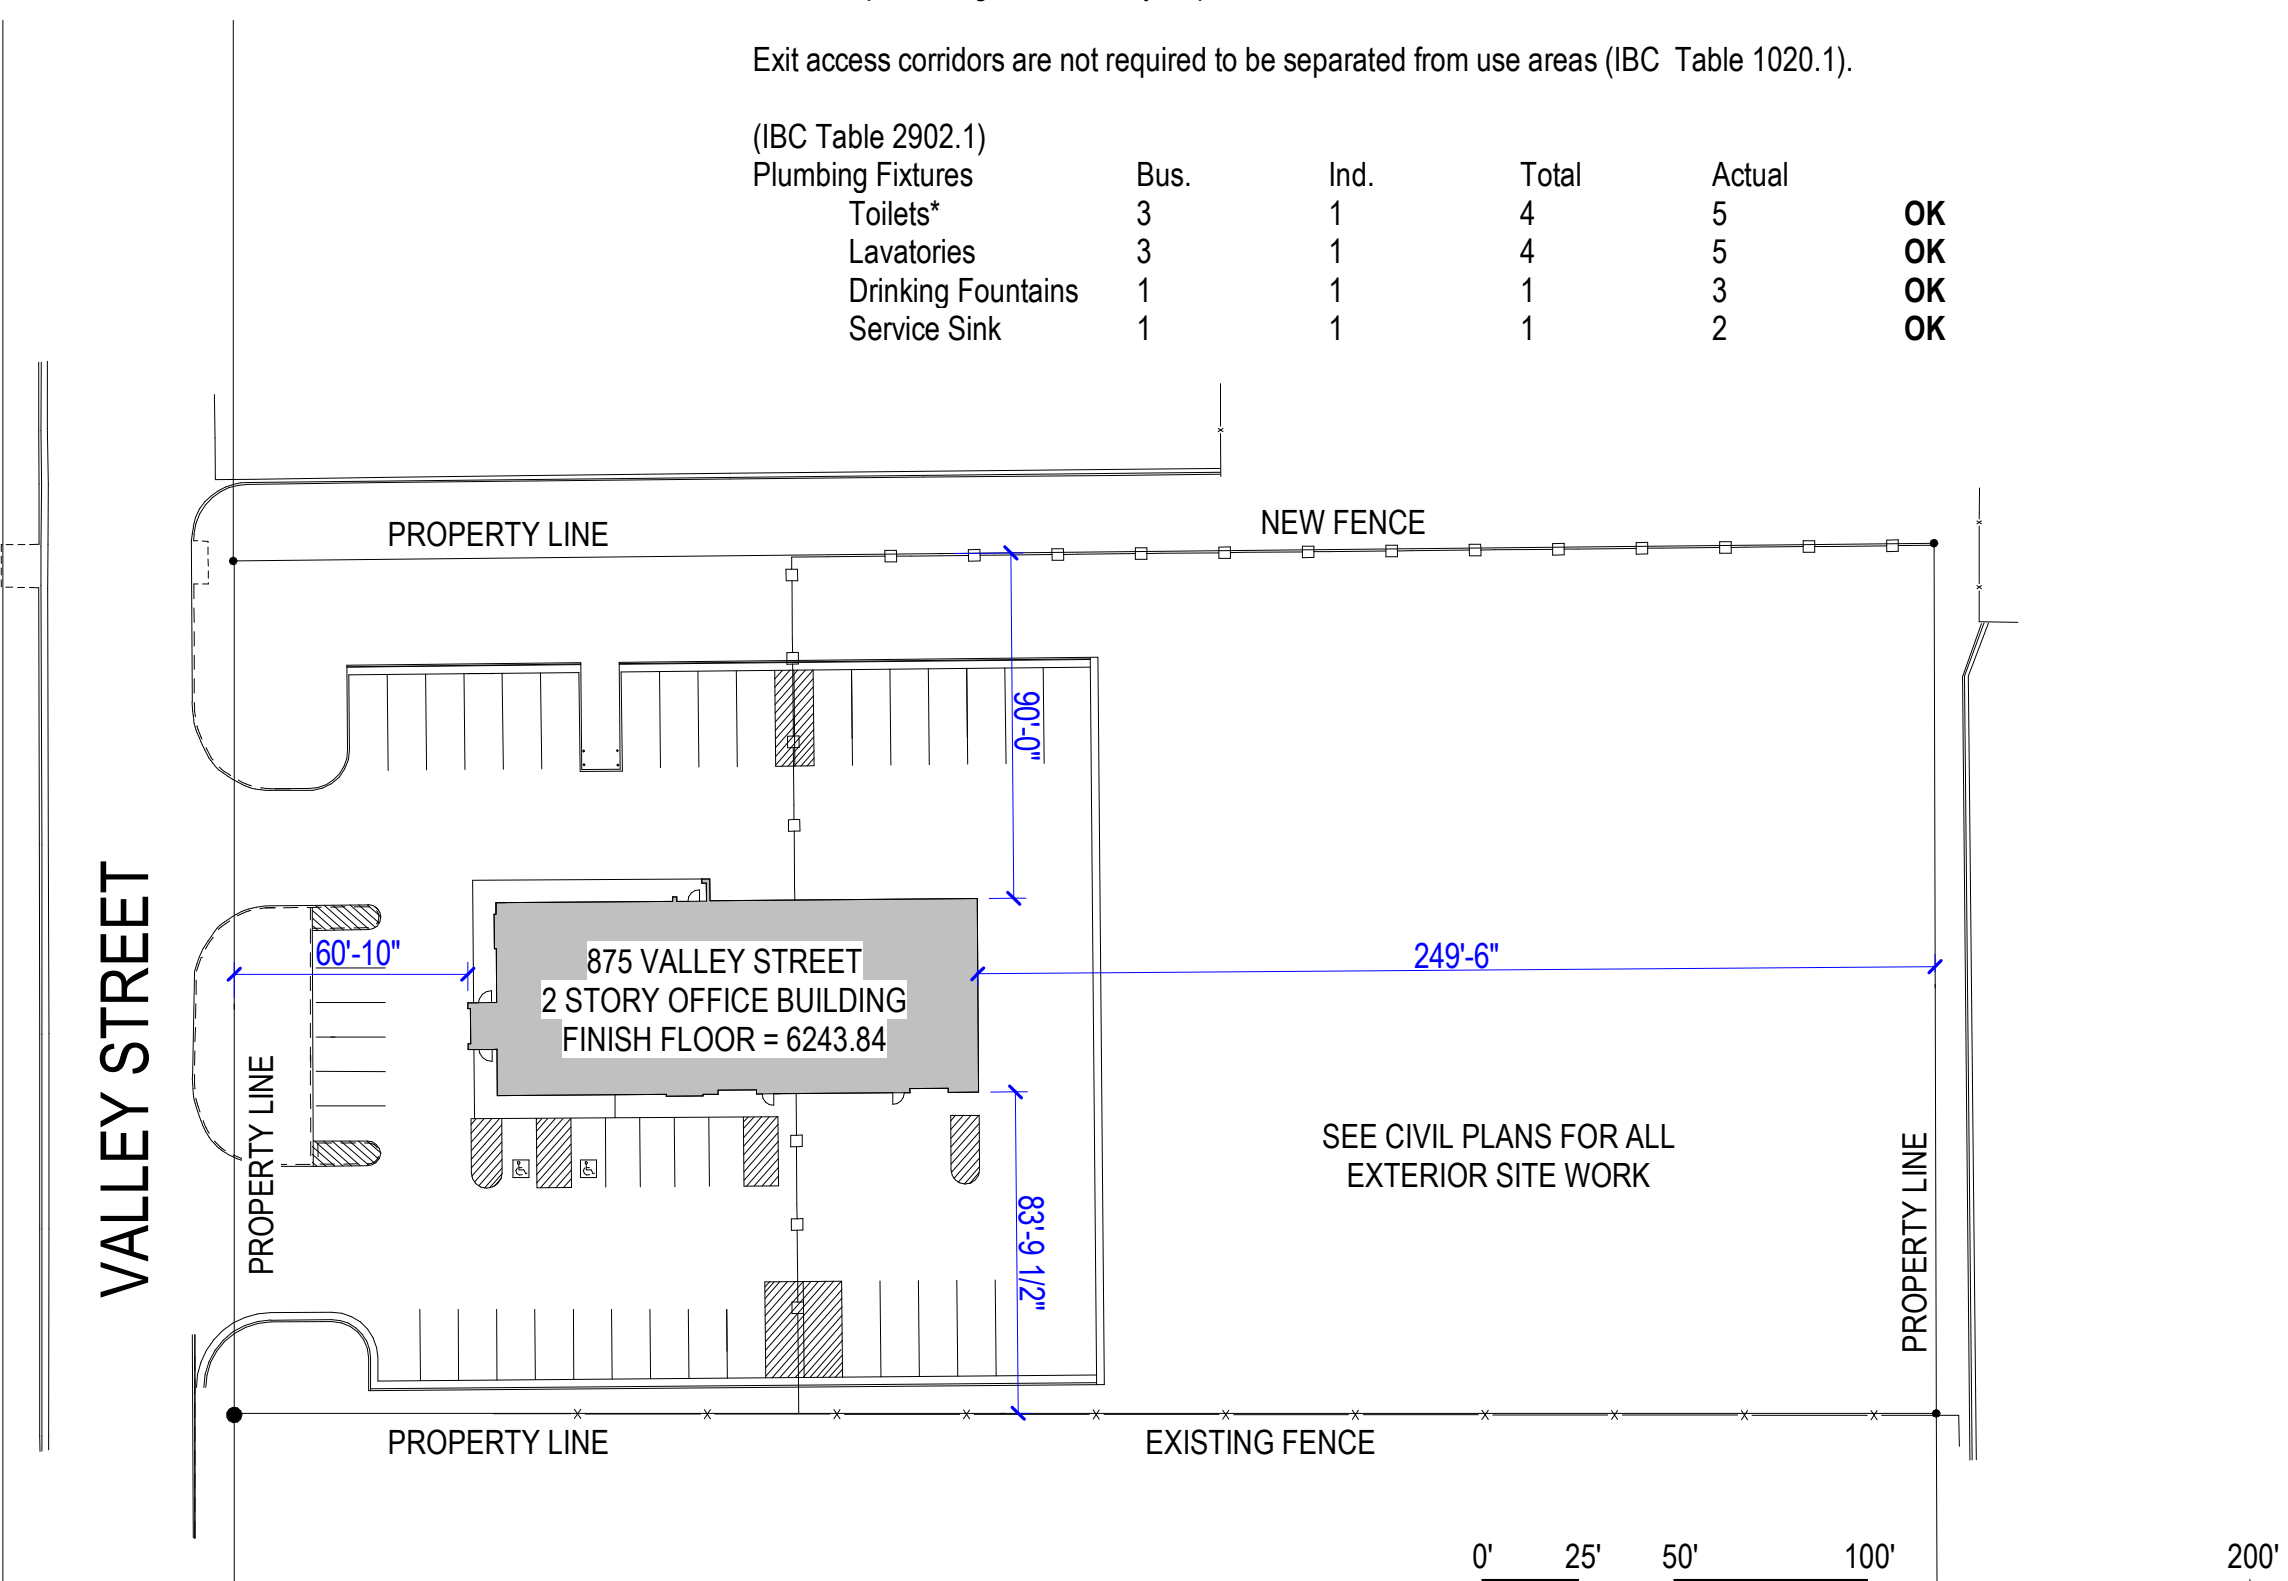 Exit access corridors are not required to be separated from use areas (IBC Table 1020.1).
(IBC Table 2902.1)
Plumbing Fixtures Bus. Ind. Total Actual
Toilets* 3 1 4 5 OK
Lavatories 3 1 4 5 OK
Drinking Fountains 1 1 1 3 OK
Service Sink 1 1 1 2 OK
PROPERTY LINE
NEW FENCE
90'-0"
VALLEY STREET
60'-10"
875 VALLEY STREET
2 STORY OFFICE BUILDING
FINISH FLOOR = 6243.84
249'-6"
PROPERTY LINE
SEE CIVIL PLANS FOR ALL
EXTERIOR SITE WORK
83'-9 1/2"
PROPERTY LINE
PROPERTY LINE
EXISTING FENCE
0' 25' 50' 100' 200'